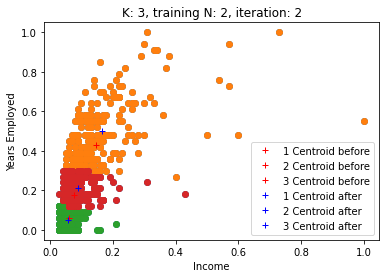 K: 3, training N: 2, iteration: 2
1.0
0.8
0.6
0.4
0.2
0.0
Years Employed
1 Centroid before
2 Centroid before
3 Centroid before
1 Centroid after
2 Centroid after
3 Centroid after
0.0 0.2 0.4 0.6 0.8 1.0
Income